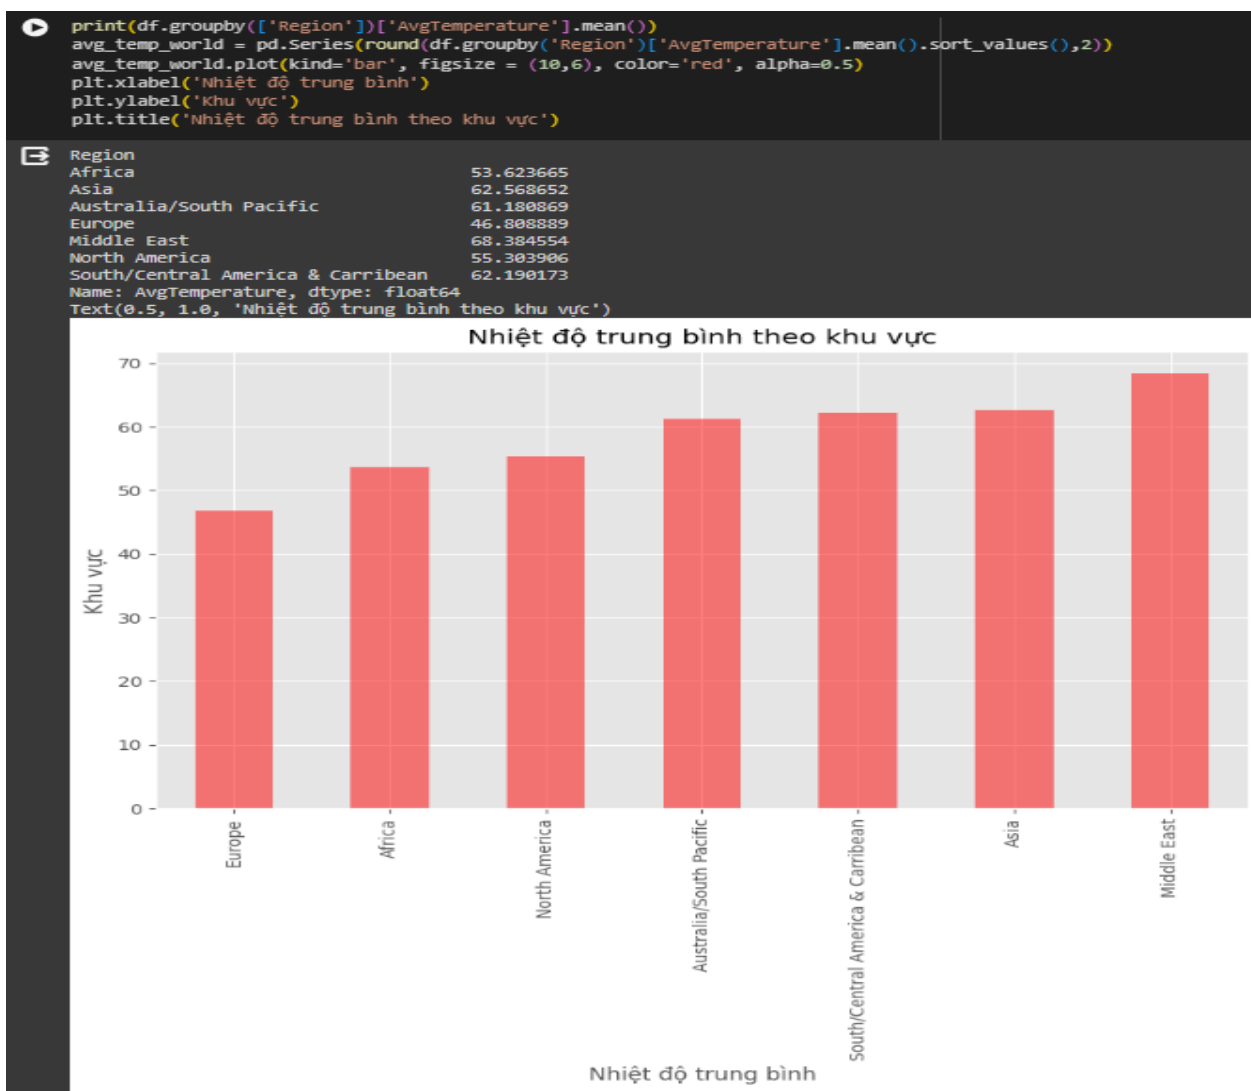 print(df.groupby(['Region'])['AvgTemperature'].mean())
avg_temp_world = pd.Series(round(df.groupby('Region')['AvgTemperature'].mean().sort_values(),2))
avg_temp_world.plot(kind='bar', figsize = (10,6), color='red', alpha=0.5)
plt.xlabel('Nhiệt độ trung bình')
plt.ylabel('Khu vực')
plt.title('Nhiệt độ trung bình theo khu vực')
Region
Africa 53.623665
Asia 62.568652
Australia/South Pacific 61.180869
Europe 46.808889
Middle East 68.384554
North America 55.303906
South/Central America & Carribean 62.190173
Name: AvgTemperature, dtype: float64
Text(0.5, 1.0, 'Nhiệt độ trung bình theo khu vực')
Nhiệt độ trung bình theo khu vực
70
60
50
40
30
20
10
0
Khu vực
Europe
Africa
North America
Australia/South Pacific
South/Central America & Carribean
Asia
Middle East
Nhiệt độ trung bình